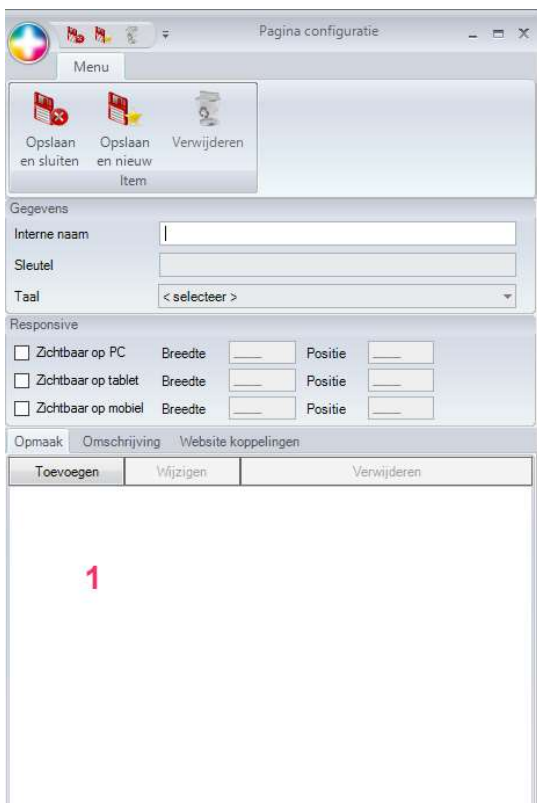 Pagina configuratie
Menu
Opslaan en sluiten
Opslaan en nieuw
Verwijderen
Item
Gegevens
Interne naam
Sleutel
Taal < selecteer >
Responsive
Zichtbaar op PC Breedte Positie
Zichtbaar op tablet Breedte Positie
Zichtbaar op mobiel Breedte Positie
Opmaak Omschrijving Website koppelingen
Toevoegen Wijzigen Verwijderen
1